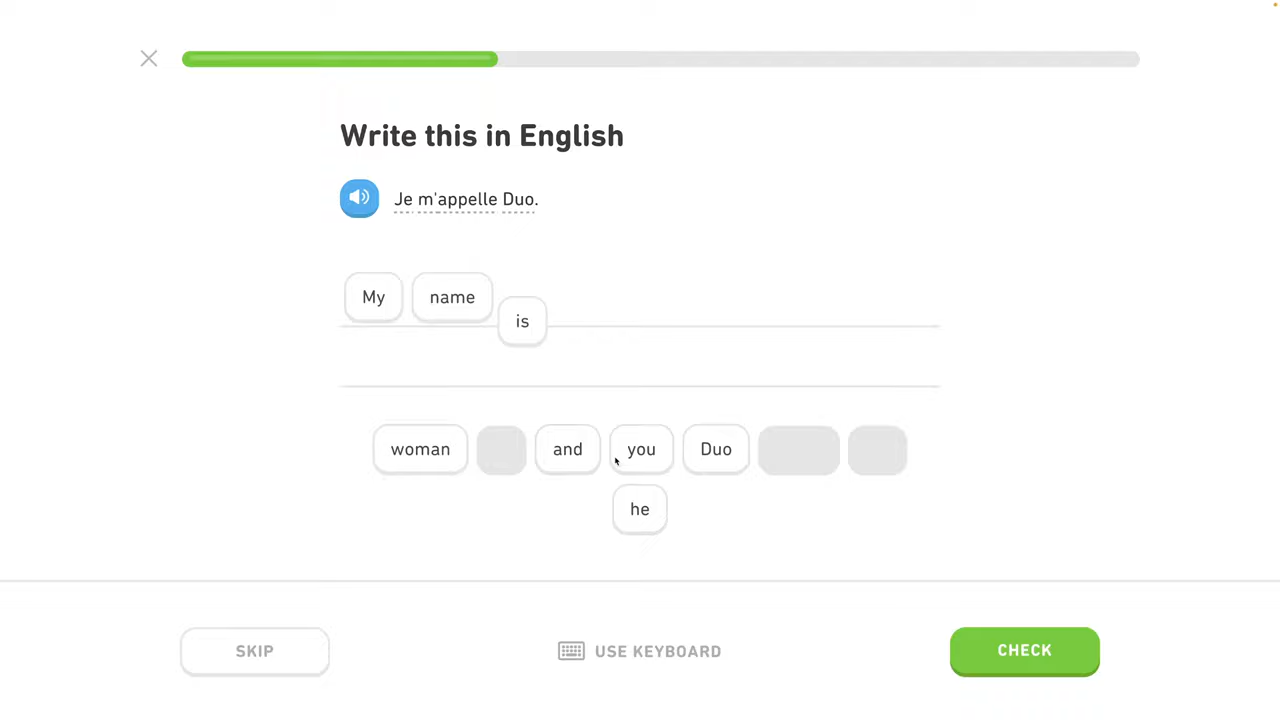 Write this in English
Je m'appelle Duo.
My name is
woman and you Duo
he
SKIP USE KEYBOARD CHECK